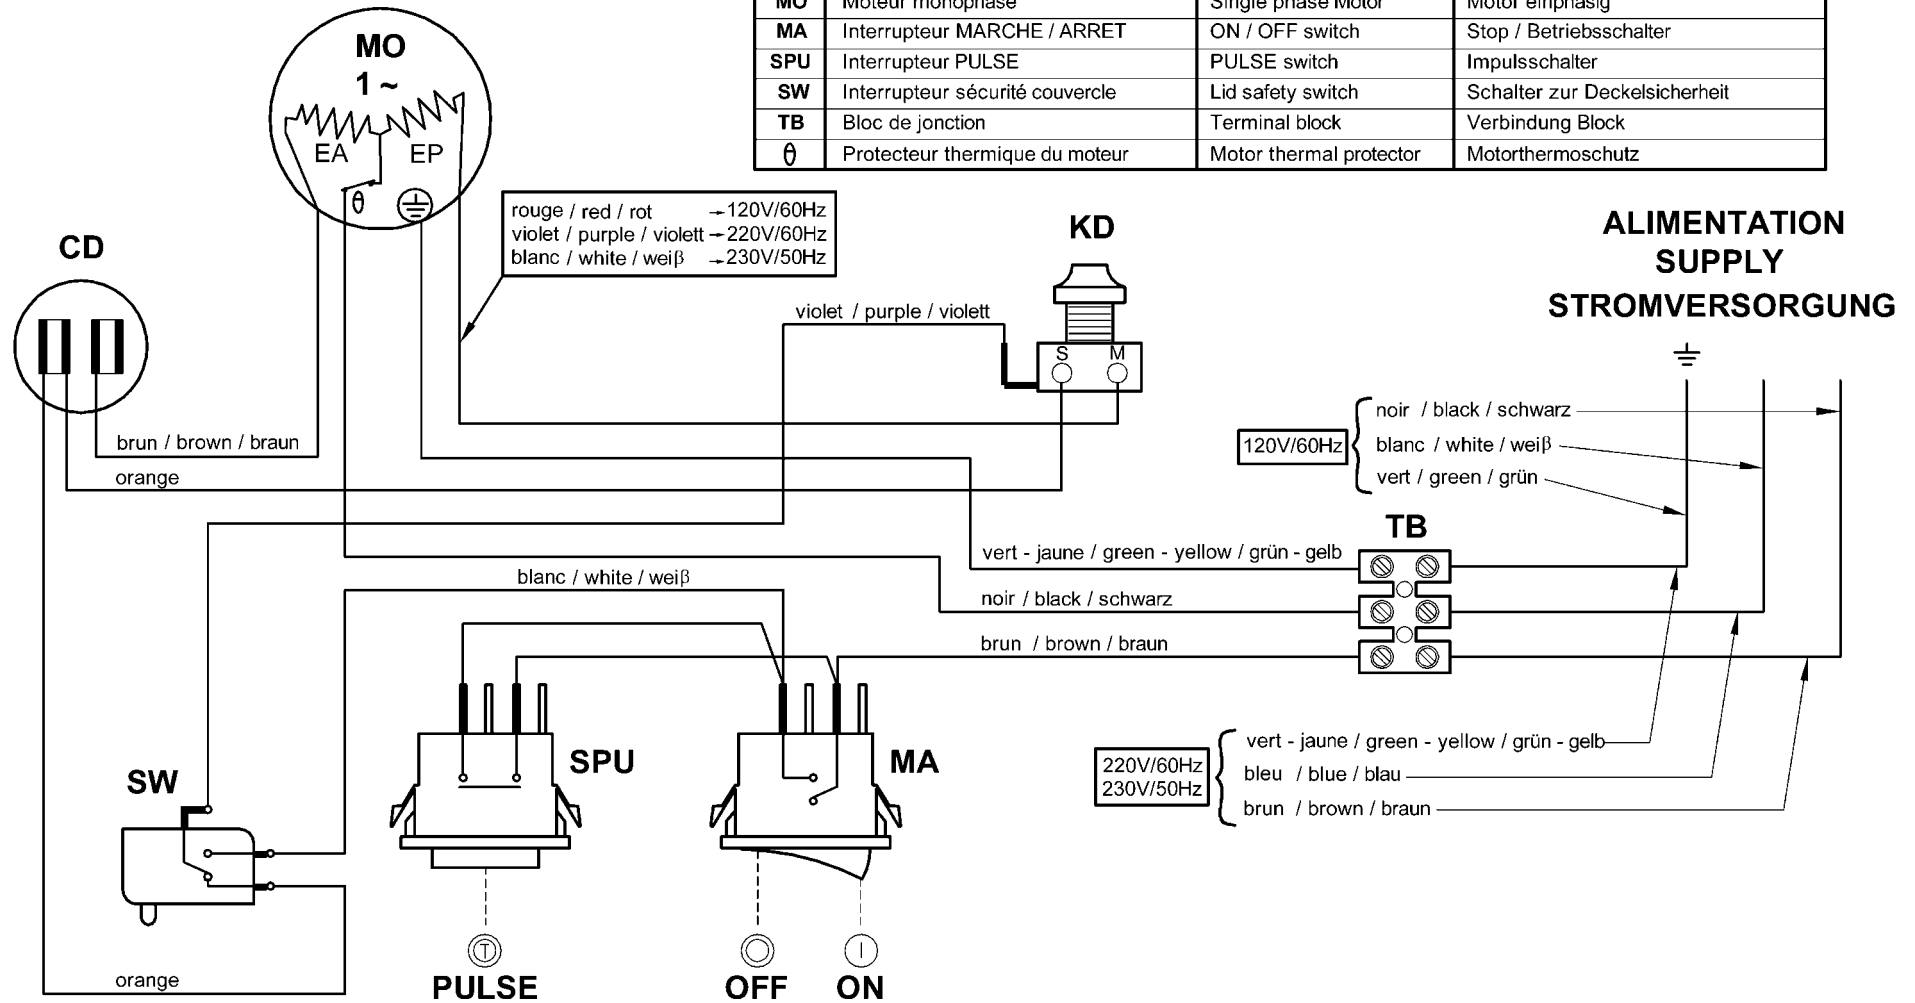 MO Moteur monophasé Single phase Motor Motor einphasig
MA Interrupteur MARCHE / ARRET ON / OFF switch Stop / Betriebsschalter
SPU Interrupteur PULSE PULSE switch Impulsschalter
SW Interrupteur sécurité couvercle Lid safety switch Schalter zur Deckelsicherheit
TB Bloc de jonction Terminal block Verbindung Block
θ Protecteur thermique du moteur Motor thermal protector Motorthermoschutz
MO
1 ~
EA EP
θ
rouge / red / rot →120V/60Hz
violet / purple / violett →220V/60Hz
blanc / white / weiβ →230V/50Hz
CD
KD
S M
violet / purple / violett
ALIMENTATION
SUPPLY
STROMVERSORGUNG
brun / brown / braun
orange
120V/60Hz
noir / black / schwarz
blanc / white / weiβ
vert / green / grün
TB
vert - jaune / green - yellow / grün - gelb
blanc / white / weiβ
noir / black / schwarz
brun / brown / braun
SPU
MA
SW
220V/60Hz
230V/50Hz
vert - jaune / green - yellow / grün - gelb
bleu / blue / blau
brun / brown / braun
orange
T
I
PULSE
OFF
ON